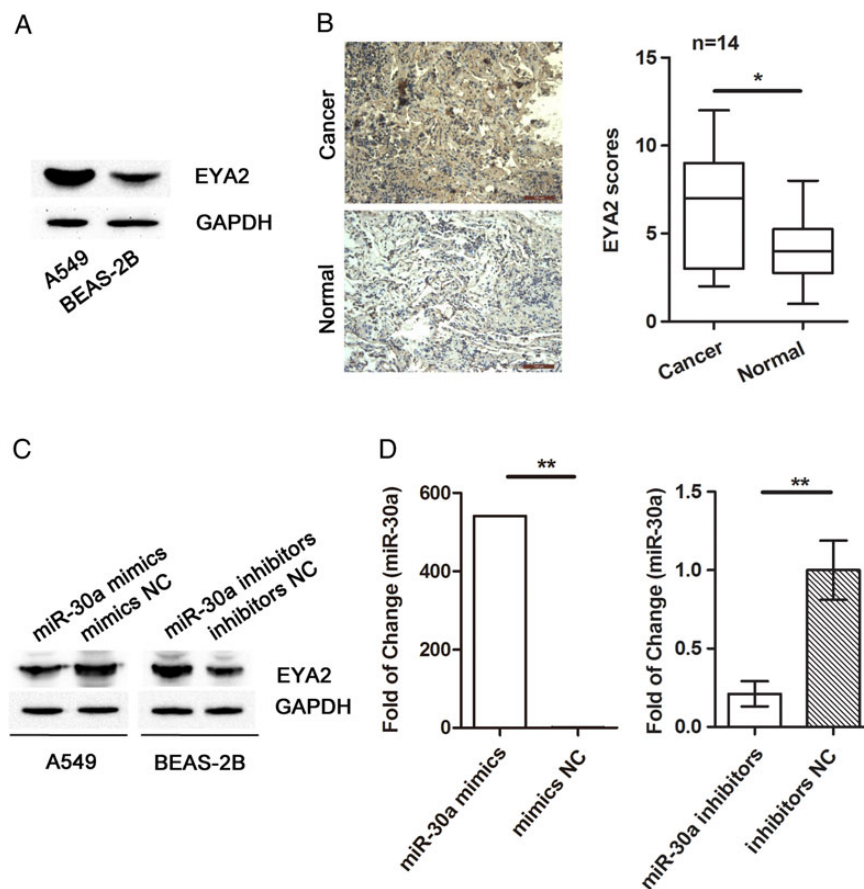 A
EYA2
GAPDH
A549
BEAS-2B
B
Cancer
Normal
n=14
*
EYA2 scores
15
10
5
0
Cancer
Normal
C
miR-30a mimics
mimics NC
miR-30a inhibitors
inhibitors NC
EYA2
GAPDH
A549
BEAS-2B
D
**
Fold of Change (miR-30a)
600
400
200
0
miR-30a mimics
mimics NC
**
Fold of Change (miR-30a)
1.5
1.0
0.5
0.0
miR-30a inhibitors
inhibitors NC